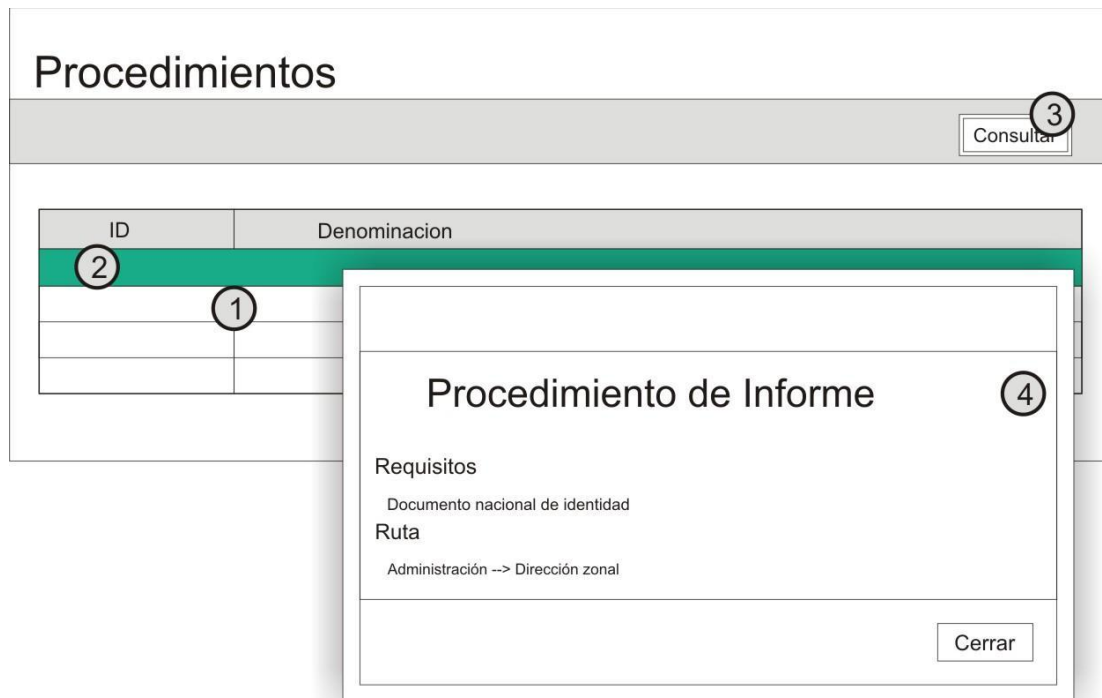 Procedimientos
3
Consultar
ID Denominacion
2
1
Procedimiento de Informe
4
Requisitos
Documento nacional de identidad
Ruta
Administración --> Dirección zonal
Cerrar